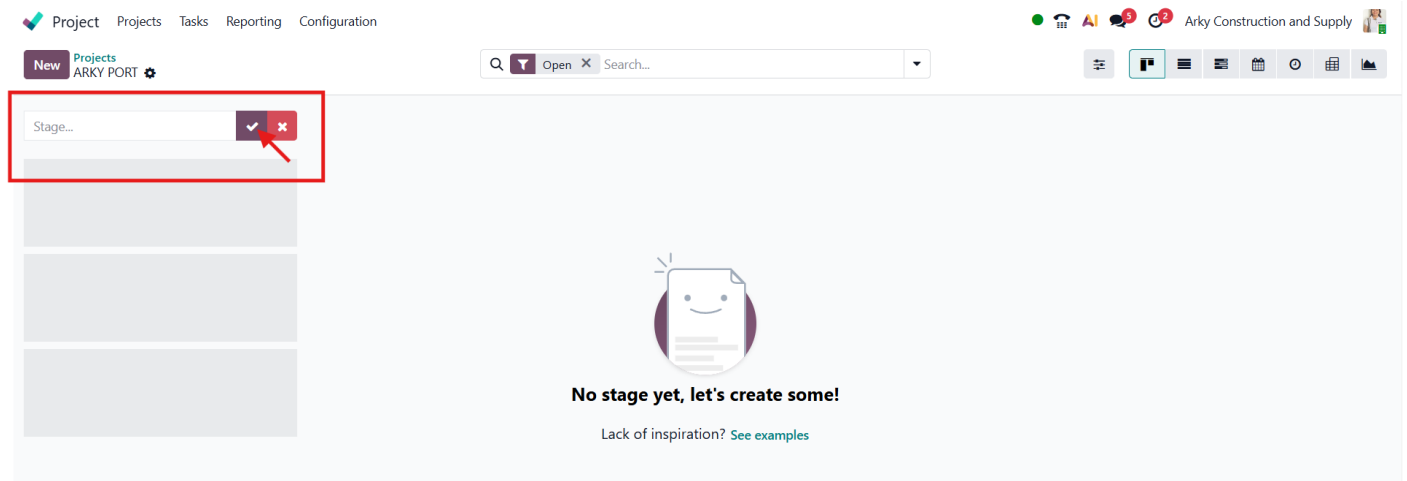 Project Projects Tasks Reporting Configuration AI 5 2 Arky Construction and Supply
New Projects
ARKY PORT
Open Search...
Stage...
No stage yet, let's create some!
Lack of inspiration? See examples